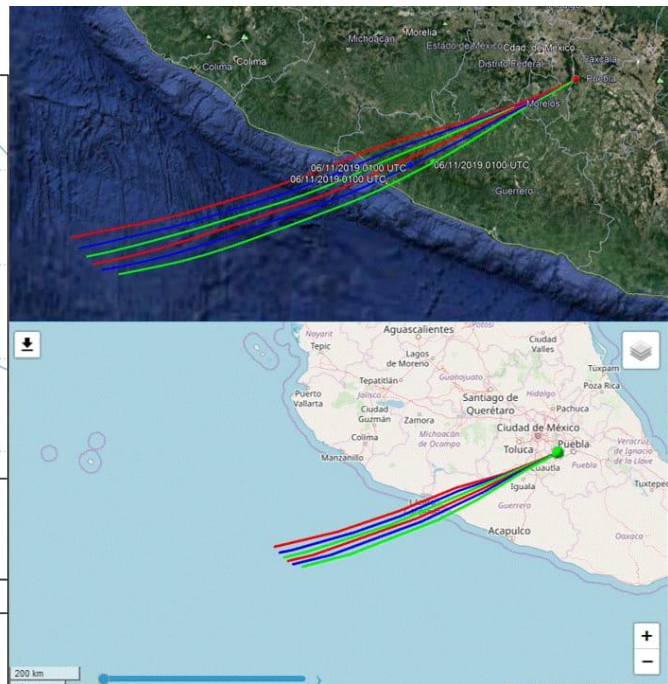 Michoacán
Morelia
Estado de México
Cdad. de México
Colima
Colima
Distrito Federal
Tlaxcala
Puebla
Morelos
06/11/2019 0100 UTC
06/11/2019 0100 UTC
06/11/2019 0100 UTC
Guerrero
Nayarit
Aguascalientes
Potosí
Tepic
Lagos
de Moreno
Ciudad
Valles
Túxpam
Puerto
Vallarta
Tepatitlán
Guanajuato
Poza Rica
Jalisco
Santiago de
Querétaro
Hidalgo
Ciudad
Guzmán
Zamora
Pachuca
Michoacán
de Ocampo
Ciudad de México
Colima
Toluca
Puebla
Veracruz
de Ignacio
de la Llave
Manzanillo
Cuautla
Puebla
Iguala
Tuxtepec
Guerrero
Acapulco
Oaxaca
+
−
200 km